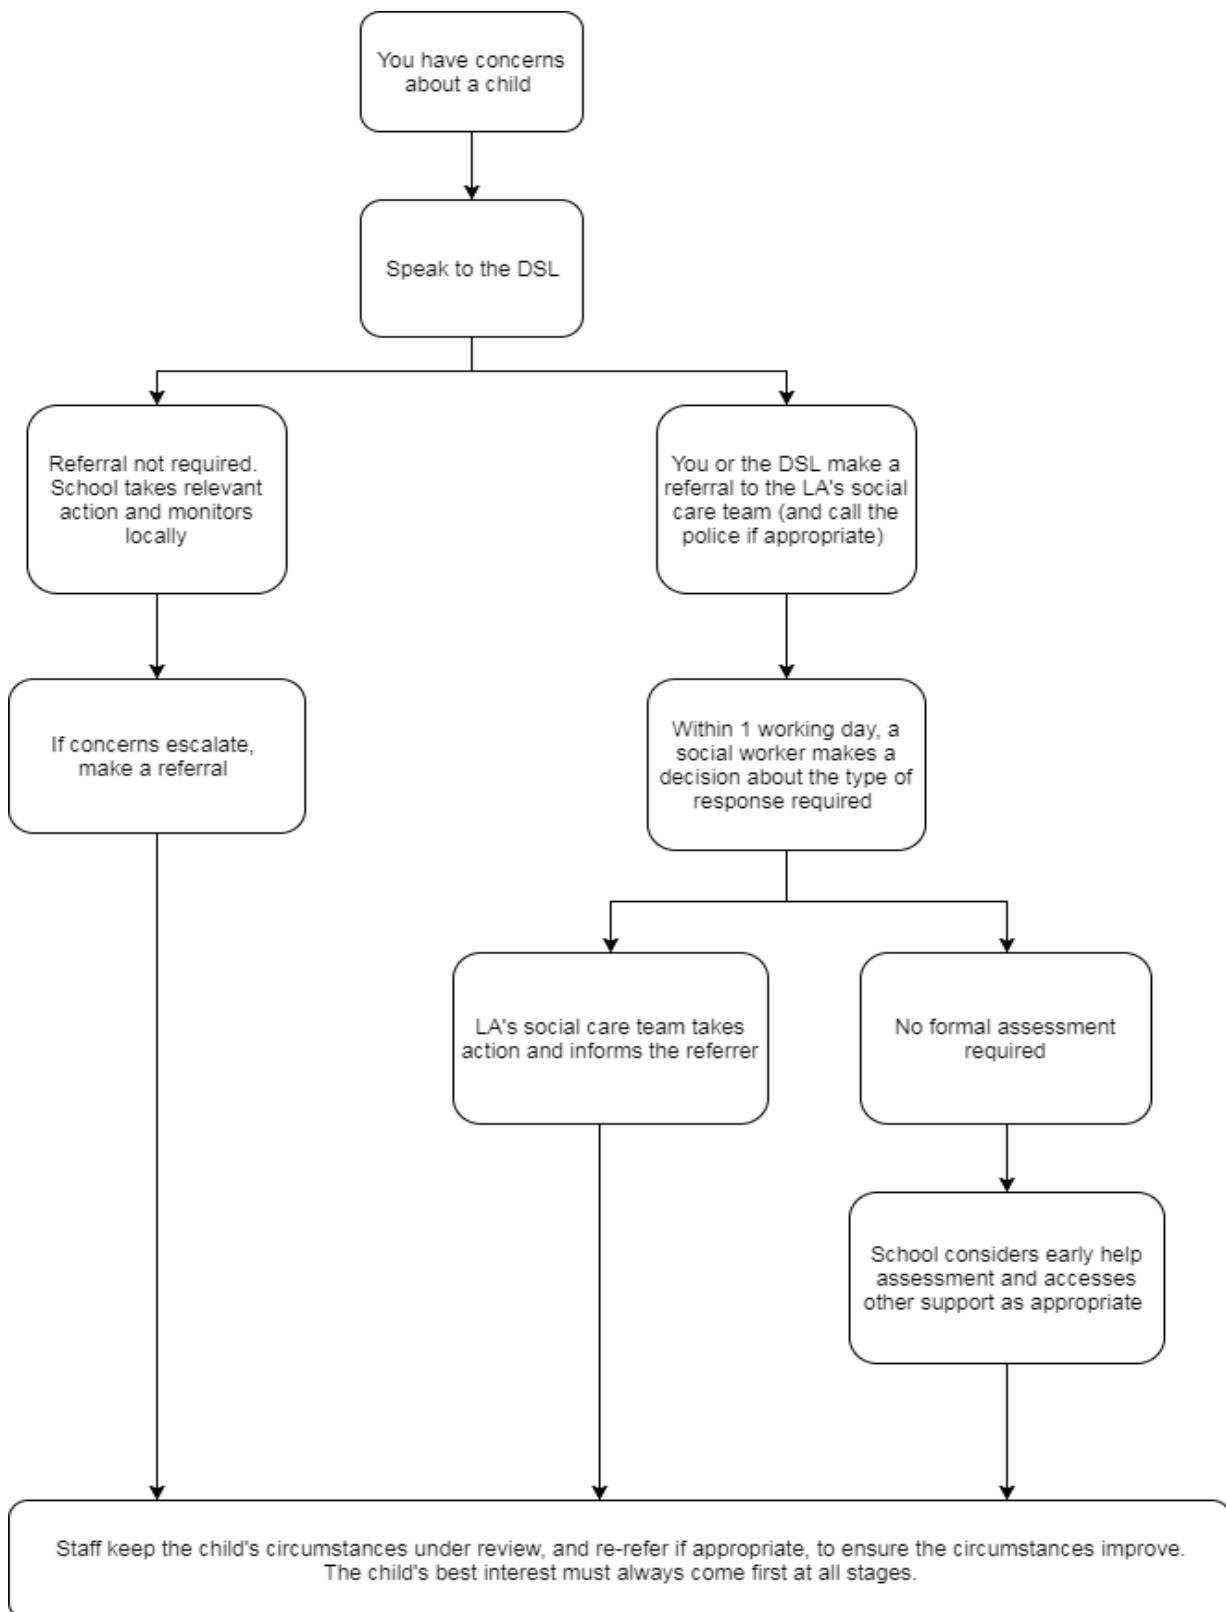 You have concerns
about a child
Speak to the DSL
Referral not required.
School takes relevant
action and monitors
locally
You or the DSL make a
referral to the LA's social
care team (and call the
police if appropriate)
If concerns escalate,
make a referral
Within 1 working day, a
social worker makes a
decision about the type of
response required
LA's social care team takes
action and informs the referrer
No formal assessment
required
School considers early help
assessment and accesses
other support as appropriate
Staff keep the child's circumstances under review, and re-refer if appropriate, to ensure the circumstances improve.
The child's best interest must always come first at all stages.